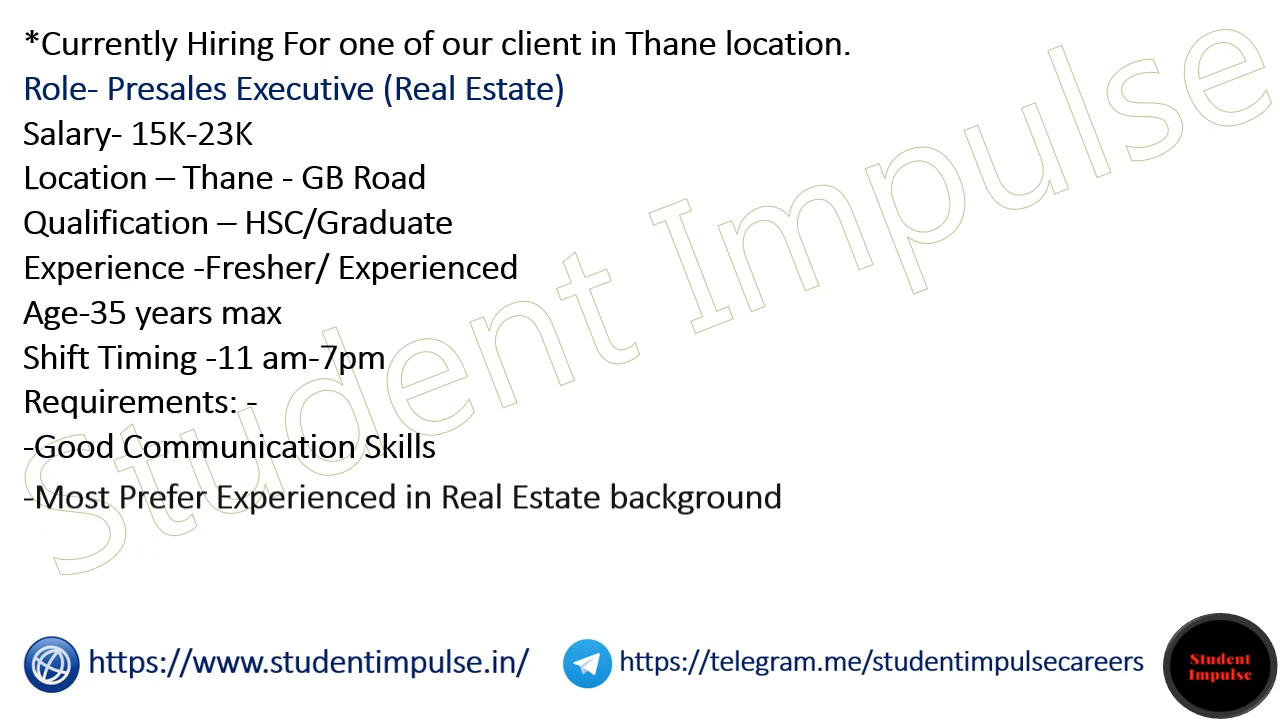 *Currently Hiring For one of our client in Thane location.
Role- Presales Executive (Real Estate)
Salary- 15K-23K
Location – Thane - GB Road
Qualification – HSC/Graduate
Experience -Fresher/ Experienced
Age-35 years max
Shift Timing -11 am-7pm
Requirements: -
-Good Communication Skills
-Most Prefer Experienced in Real Estate background
Student Impulse
https://www.studentimpulse.in/
https://telegram.me/studentimpulsecareers
Student
Impulse